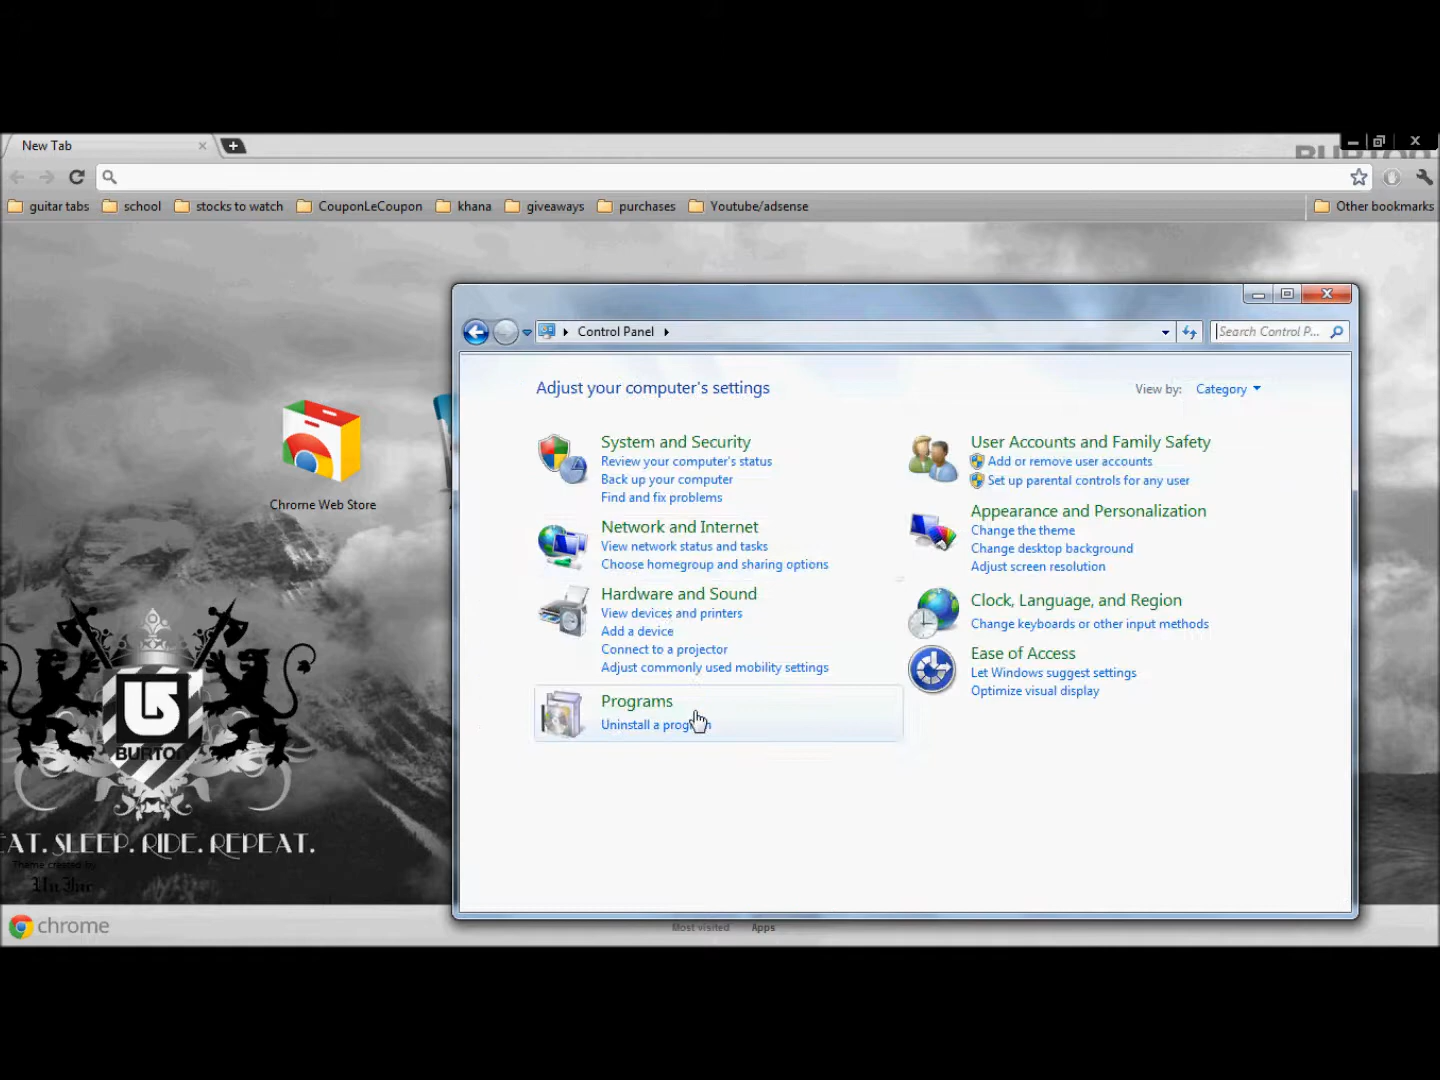 New Tab
BURTON
guitar tabs school stocks to watch CouponLeCoupon khana giveaways purchases Youtube/adsense Other bookmarks
Control Panel
Search Control P...
Adjust your computer's settings
View by: Category
System and Security
Review your computer's status
Back up your computer
Find and fix problems
Network and Internet
View network status and tasks
Choose homegroup and sharing options
Hardware and Sound
View devices and printers
Add a device
Connect to a projector
Adjust commonly used mobility settings
Programs
Uninstall a program
User Accounts and Family Safety
Add or remove user accounts
Set up parental controls for any user
Appearance and Personalization
Change the theme
Change desktop background
Adjust screen resolution
Clock, Language, and Region
Change keyboards or other input methods
Ease of Access
Let Windows suggest settings
Optimize visual display
Chrome Web Store
BURTON
EAT. SLEEP. RIDE. REPEAT.
Theme created by
chrome
Most visited Apps